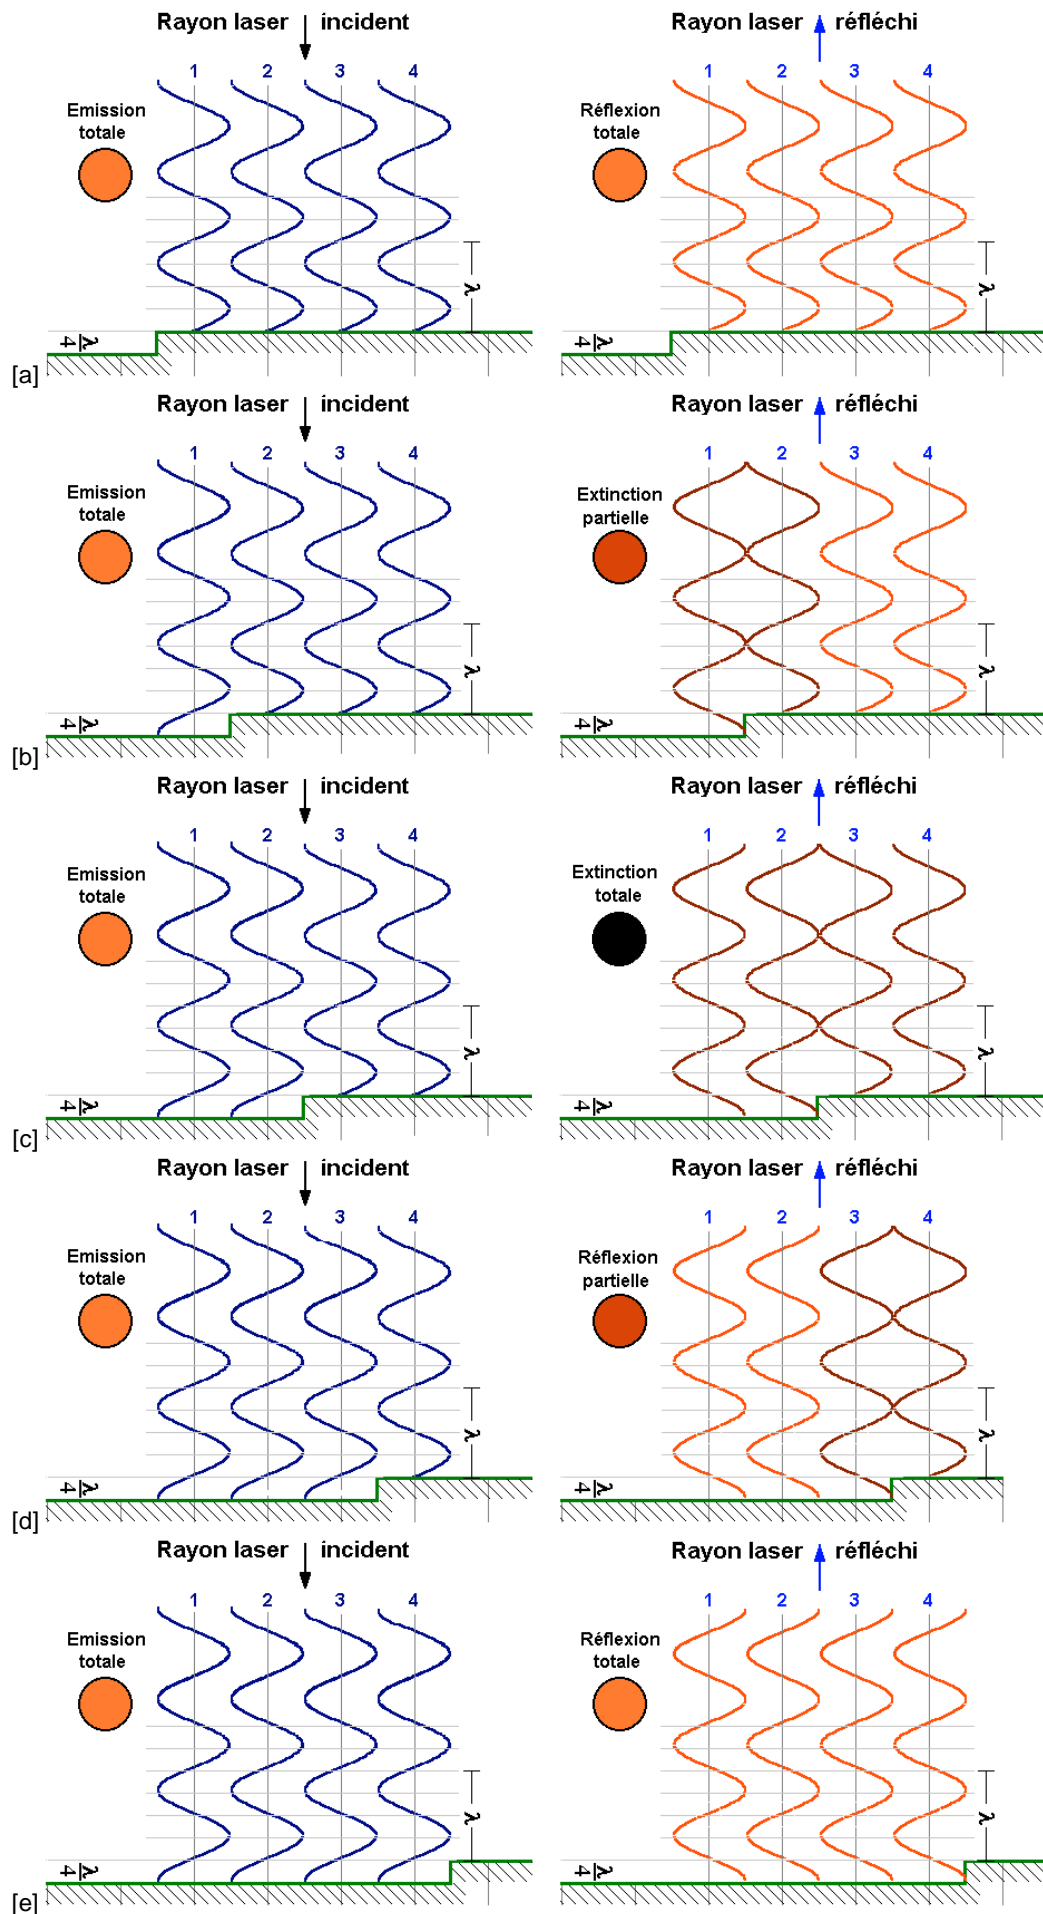 Rayon laser incident
Rayon laser réfléchi
1 2 3 4
1 2 3 4
Emission
totale
Réflexion
totale
λ
λ
λ/4
λ/4
[a]
Rayon laser incident
Rayon laser réfléchi
1 2 3 4
1 2 3 4
Emission
totale
Extinction
partielle
λ
λ
λ/4
λ/4
[b]
Rayon laser incident
Rayon laser réfléchi
1 2 3 4
1 2 3 4
Emission
totale
Extinction
totale
λ
λ
λ/4
λ/4
[c]
Rayon laser incident
Rayon laser réfléchi
1 2 3 4
1 2 3 4
Emission
totale
Réflexion
partielle
λ
λ
λ/4
λ/4
[d]
Rayon laser incident
Rayon laser réfléchi
1 2 3 4
1 2 3 4
Emission
totale
Réflexion
totale
λ
λ
λ/4
λ/4
[e]